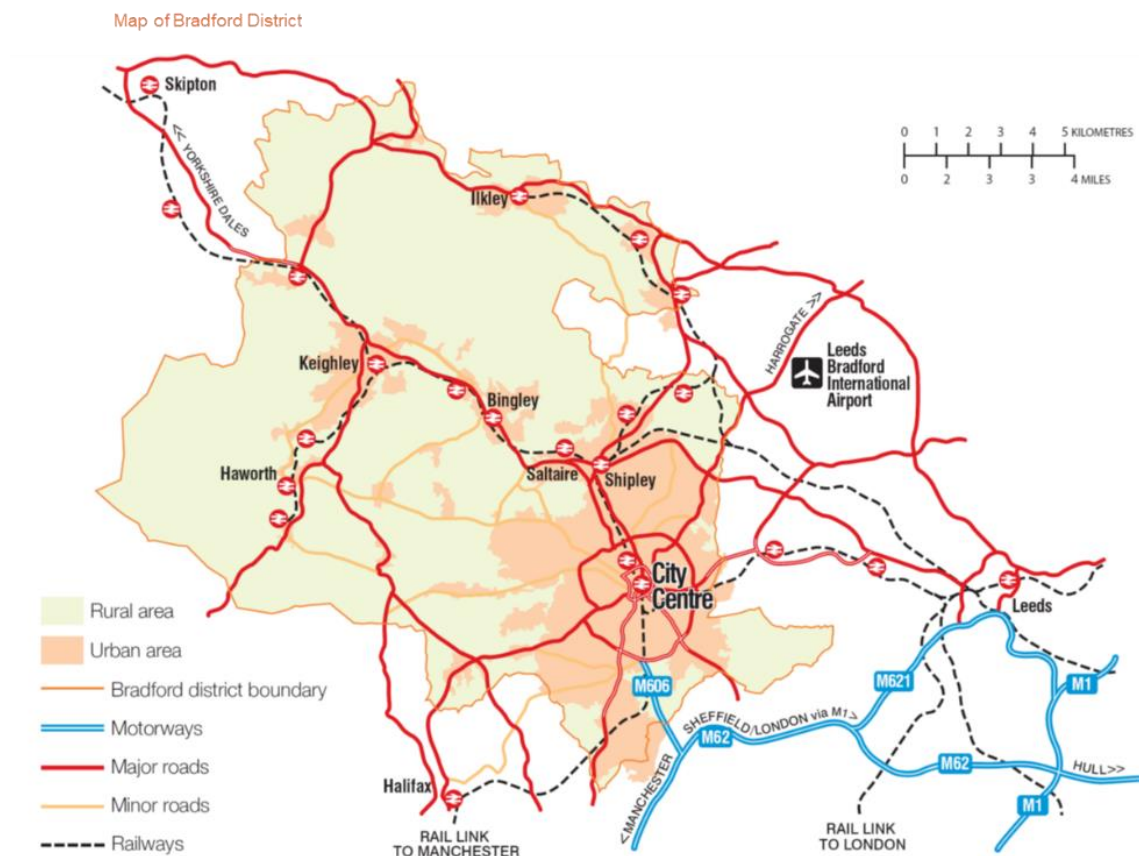 Map of Bradford District
Skipton
<< YORKSHIRE DALES
0 1 2 3 4 5 KILOMETRES
0 2 3 3 4 MILES
Ilkley
HARROGATE >>
Leeds
Bradford
International
Airport
Keighley
Bingley
Haworth
Saltaire
Shipley
City
Centre
Leeds
Rural area
Urban area
Bradford district boundary
Motorways
Major roads
Minor roads
Railways
M606
M621
M1
SHEFFIELD/LONDON via M1>
M62
M62
HULL>>
<MANCHESTER
M1
Halifax
RAIL LINK
TO MANCHESTER
RAIL LINK
TO LONDON